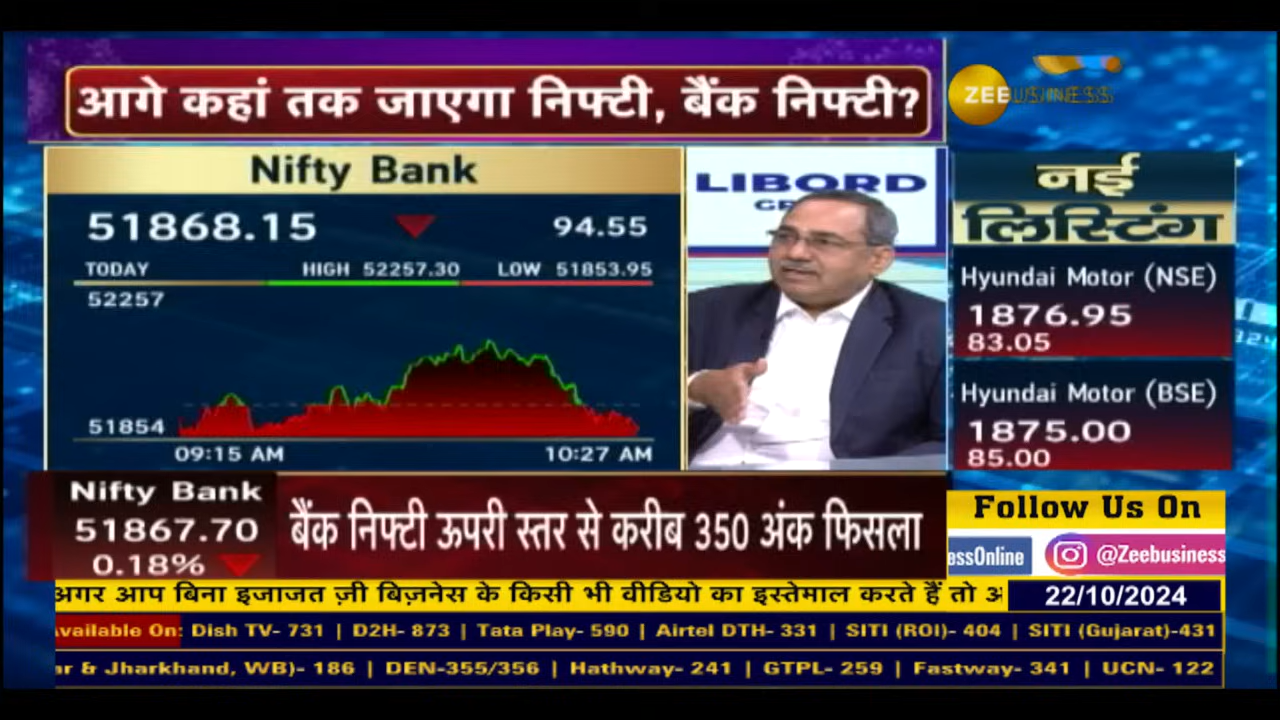 आगे कहां तक जाएगा निफ्टी, बैंक निफ्टी?
ZEE BUSINESS
Nifty Bank
51868.15 94.55
TODAY HIGH 52257.30 LOW 51853.95
52257
51854
09:15 AM 10:27 AM
LIBORD
नई
लिस्टिंग
Hyundai Motor (NSE)
1876.95
83.05
Hyundai Motor (BSE)
1875.00
85.00
Nifty Bank
51867.70
0.18%
बैंक निफ्टी ऊपरी स्तर से करीब 350 अंक फिसला
Follow Us On
essOnline @Zeebusiness
अगर आप बिना इजाजत ज़ी बिज़नेस के किसी भी वीडियो का इस्तेमाल करते हैं तो
22/10/2024
Available On: Dish TV- 731 | D2H- 873 | Tata Play- 590 | Airtel DTH- 331 | SITI (ROI)- 404 | SITI (Gujarat)-431
ar & Jharkhand, WB)- 186 | DEN-355/356 | Hathway- 241 | GTPL- 259 | Fastway- 341 | UCN- 122